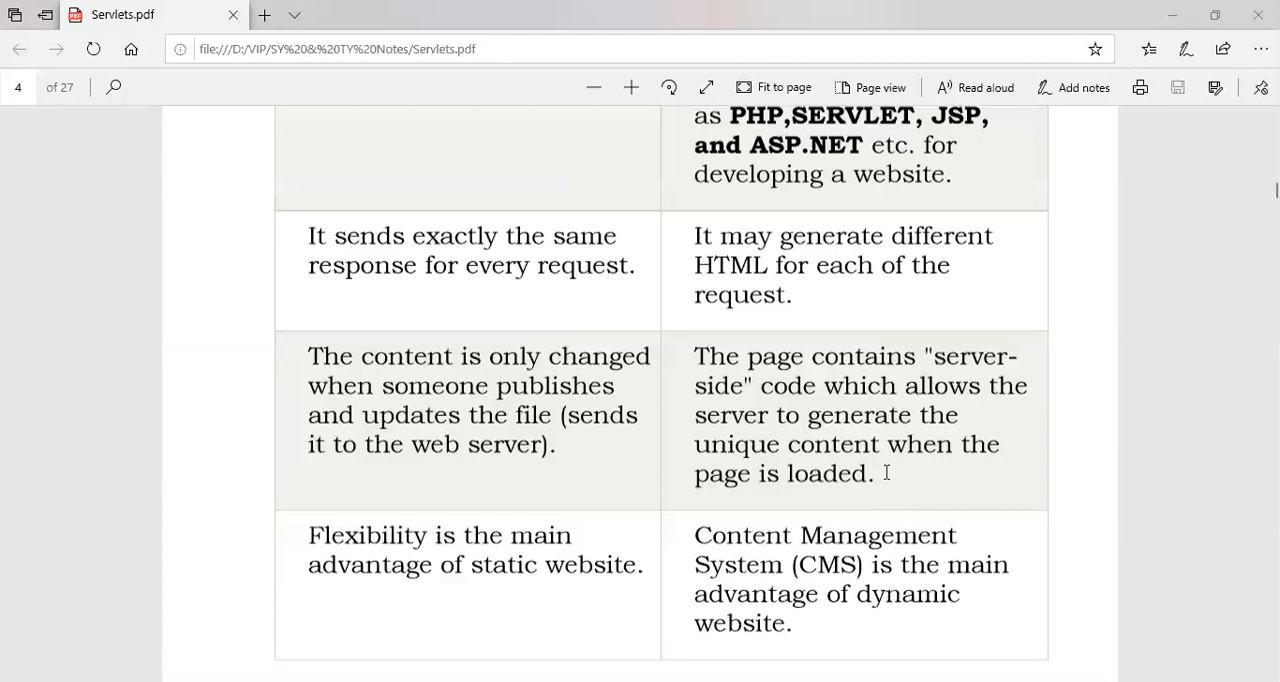 Servlets.pdf
file:///D:/VIP/SY%20&%20TY%20Notes/Servlets.pdf
4 of 27
Fit to page
Page view
Read aloud
Add notes
as PHP,SERVLET, JSP,
and ASP.NET etc. for
developing a website.
It sends exactly the same
response for every request.
It may generate different
HTML for each of the
request.
The content is only changed
when someone publishes
and updates the file (sends
it to the web server).
The page contains "server-
side" code which allows the
server to generate the
unique content when the
page is loaded.
Flexibility is the main
advantage of static website.
Content Management
System (CMS) is the main
advantage of dynamic
website.